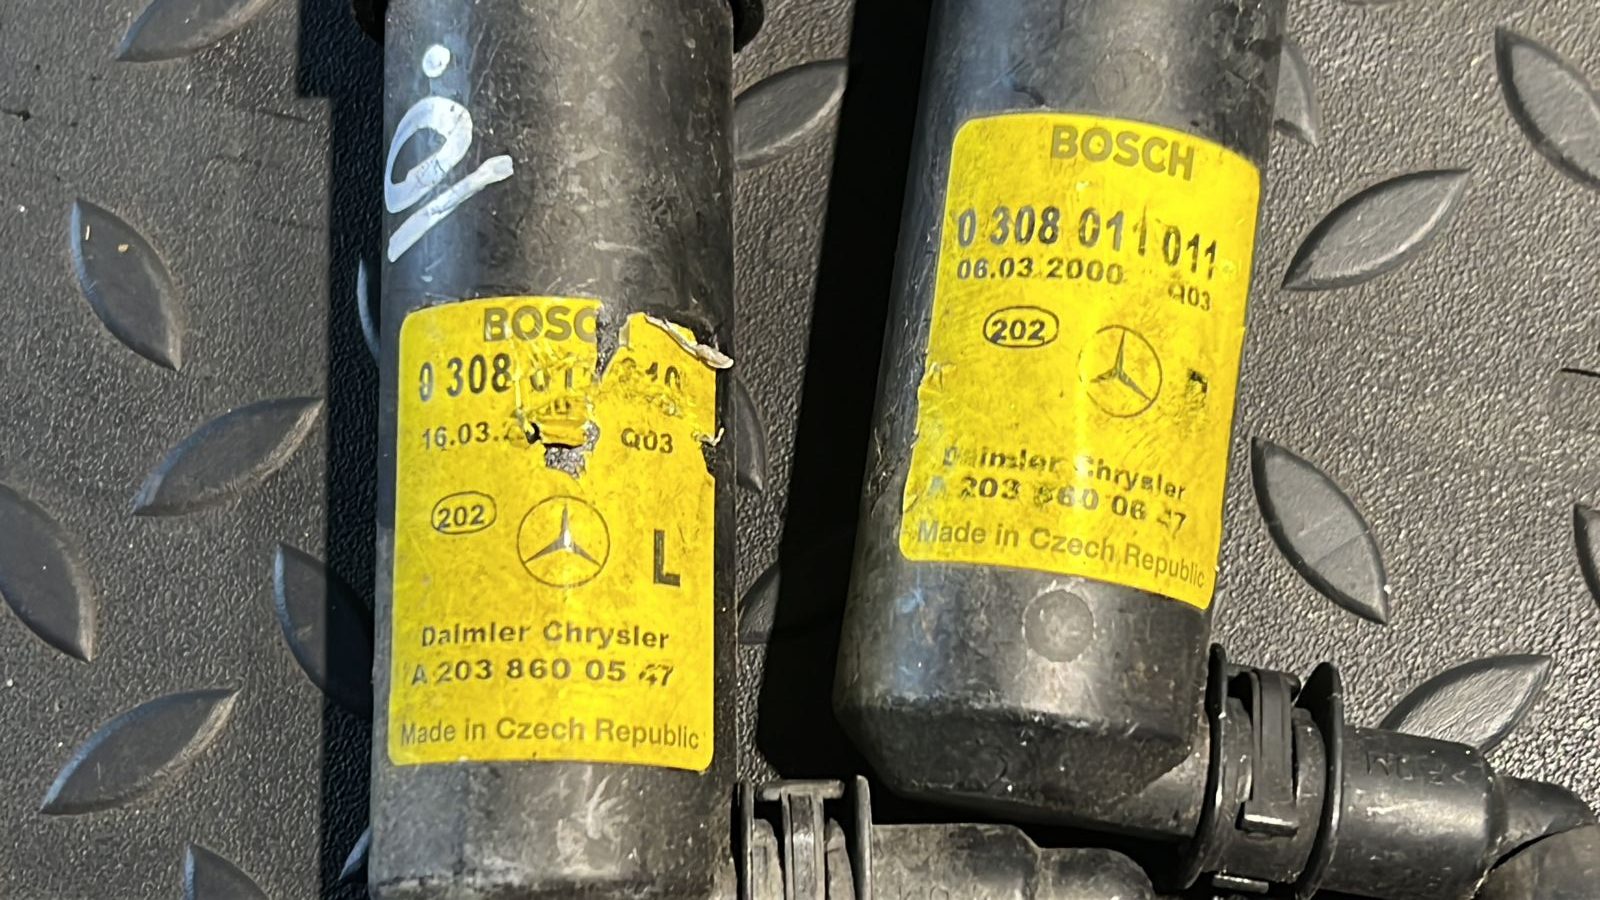 BOSC
0 308
16.03.
Q03
202
L
Daimler Chrysler
A 203 860 05 47
Made in Czech Republic
BOSCH
0 308 011 011
06.03.2000
Q03
202
Daimler Chrysler
A 203 860 06 47
Made in Czech Republic